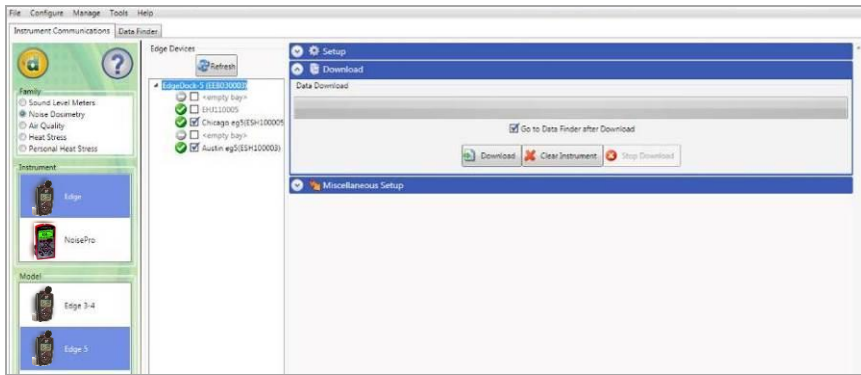 File Configure Manage Tools Help
Instrument Communications Data Finder
d ?
Family
Sound Level Meters
Noise Dosimetry
Air Quality
Heat Stress
Personal Heat Stress
Instrument
Edge
NoisePro
Model
Edge 3-4
Edge 5
Edge Devices
Refresh
EdgeDock-5 (EEB030003)
<empty bay>
EHJ110005
Chicago eg5(ESH100005
<empty bay>
Austin eg5(ESH100003)
Setup
Download
Data Download
Go to Data Finder after Download
Download Clear Instrument Stop Download
Miscellaneous Setup